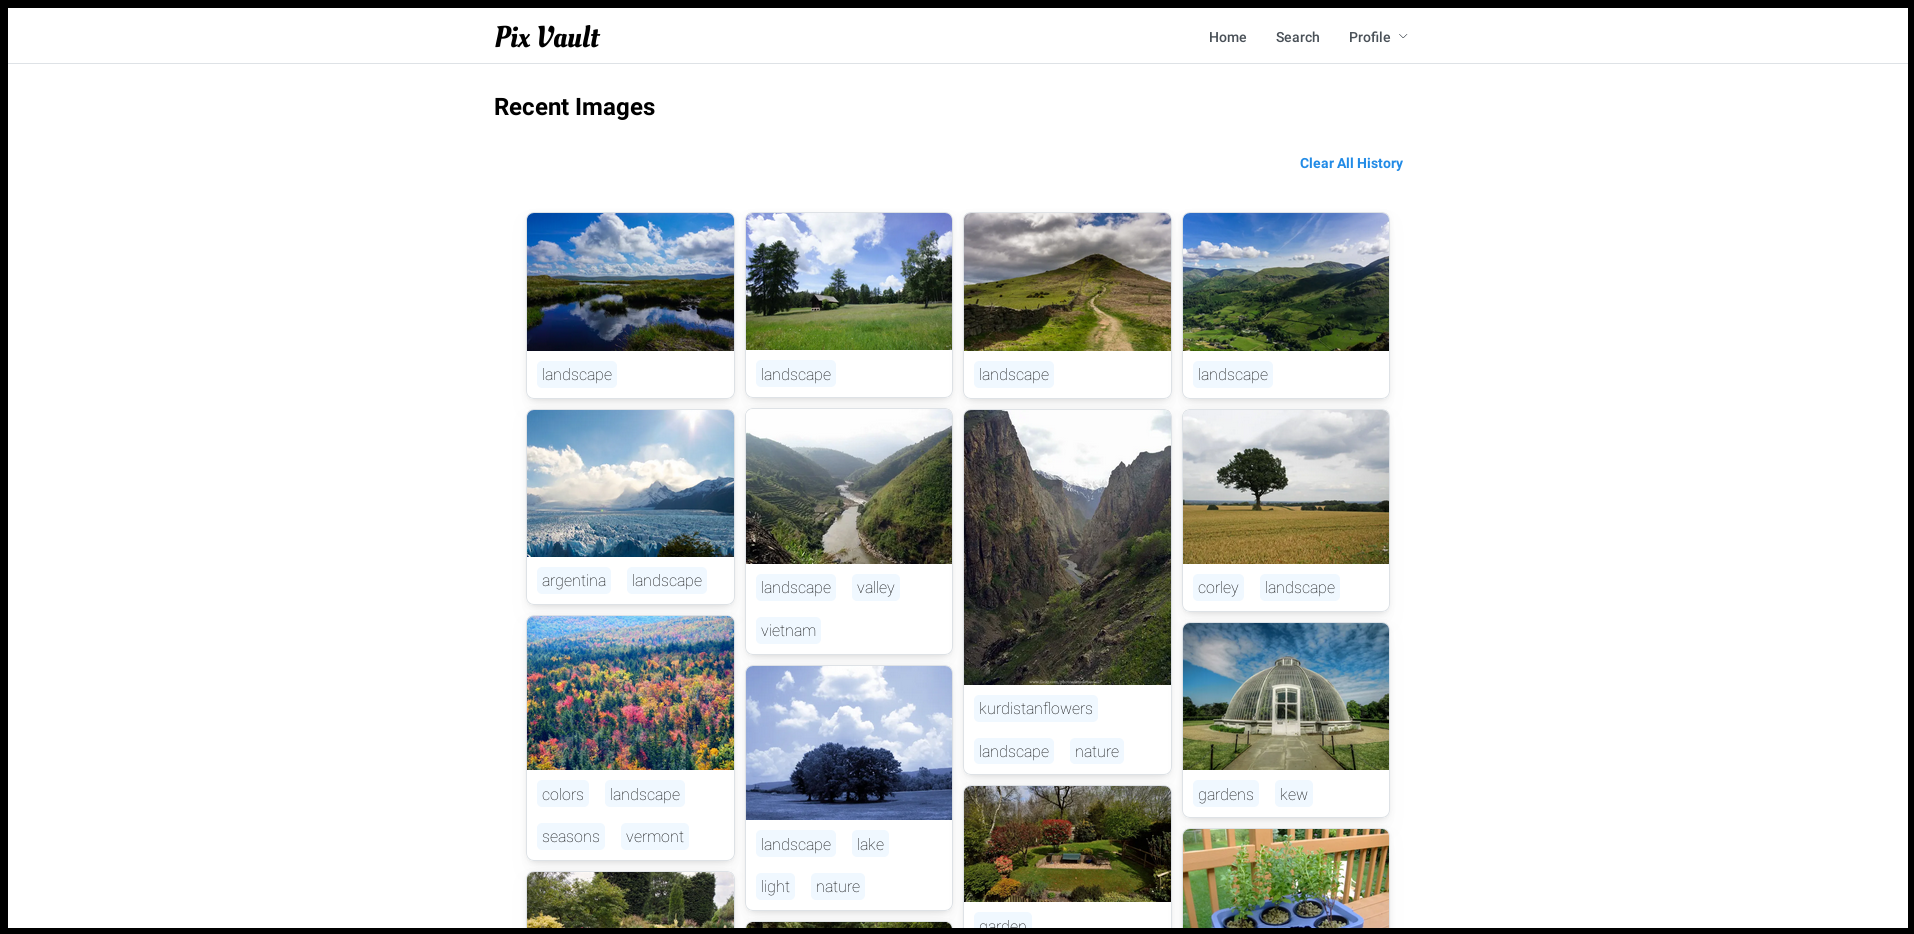 Pix Vault
Home Search Profile
Recent Images
Clear All History
landscape
landscape
landscape
landscape
argentina landscape
landscape valley
vietnam
corley landscape
colors landscape
seasons vermont
landscape lake
light nature
kurdistanflowers
landscape nature
gardens kew
garden